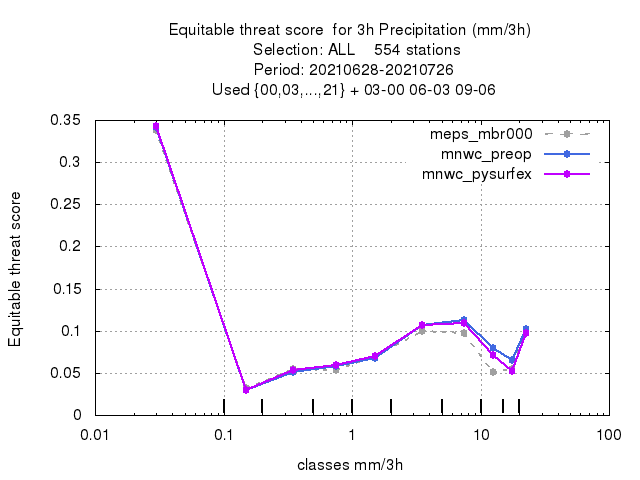 Equitable threat score  for 3h Precipitation (mm/3h)
Selection: ALL    554 stations
Period: 20210628-20210726
Used {00,03,...,21} + 03-00 06-03 09-06
meps_mbr000
mnwc_preop
mnwc_pysurfex
Equitable threat score
0.35
0.3
0.25
0.2
0.15
0.1
0.05
0
0.01
0.1
1
10
100
classes mm/3h